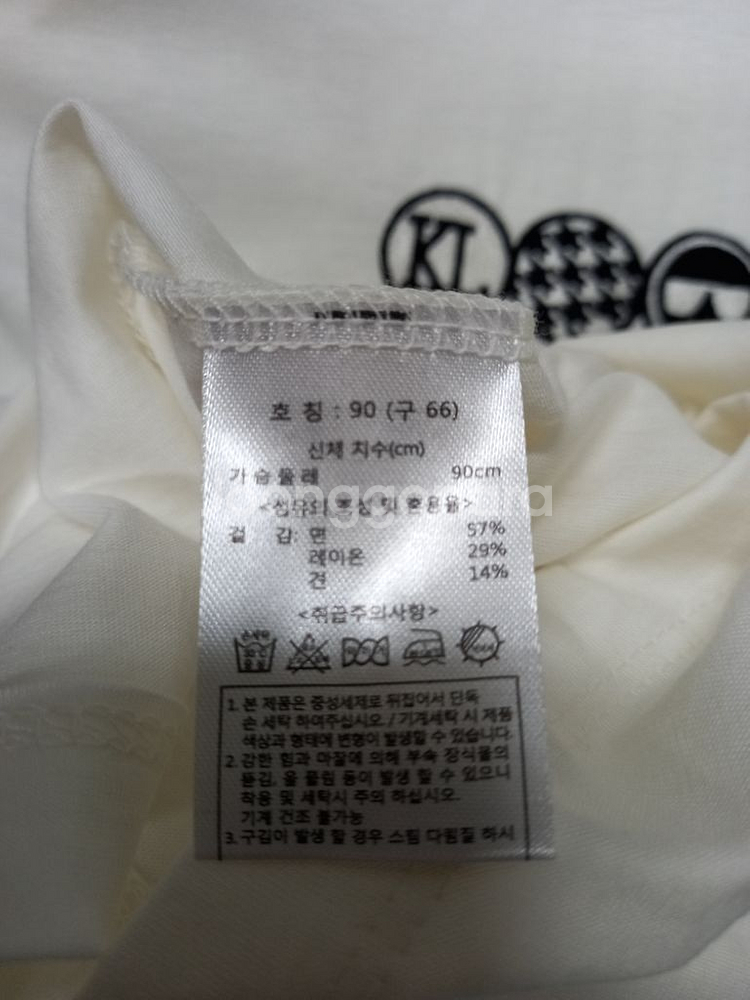 KL
호 칭 : 90 (구 66)
신체 치수(cm)
가슴둘레 90cm
<섬유의 조성 및 혼용율>
겉 감: 면 57%
레이온 29%
견 14%
<취급주의사항>
손세탁
1. 본 제품은 중성세제로 뒤집어서 단독
손 세탁 하여주십시오. / 기계세탁 시 제품
색상과 형태에 변형이 발생할 수 있습니다.
2. 강한 힘과 마찰에 의해 부속 장식물의
뜯김, 올 풀림 등이 발생 할 수 있으니
착용 및 세탁시 주의 하십시오.
기계 건조 불가능
3. 구김이 발생 할 경우 스팀 다림질 하시